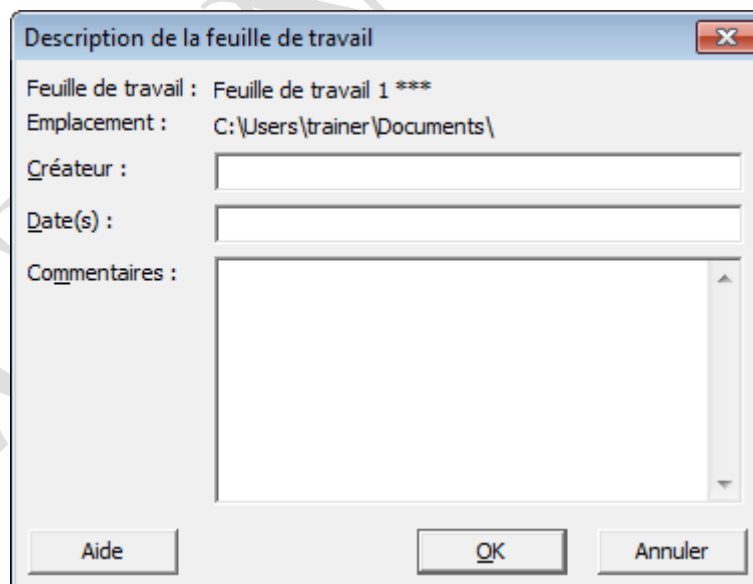 Description de la feuille de travail
Feuille de travail : Feuille de travail 1 ***
Emplacement : C:\Users\trainer\Documents\
Créateur :
Date(s) :
Commentaires :
Aide OK Annuler